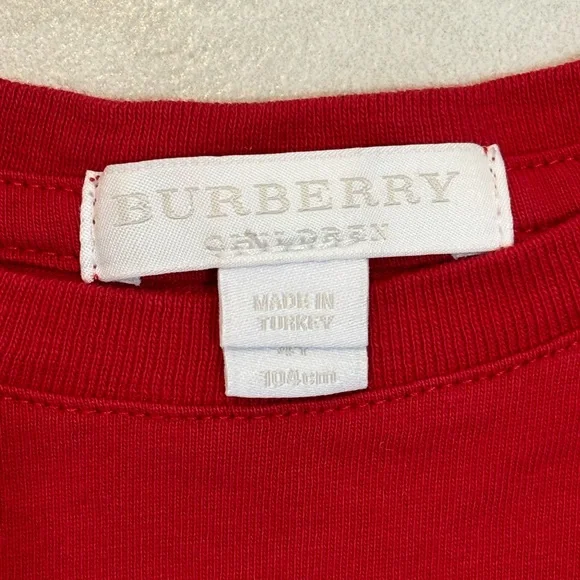 BURBERRY
CHILDREN
MADE IN
TURKEY
104cm